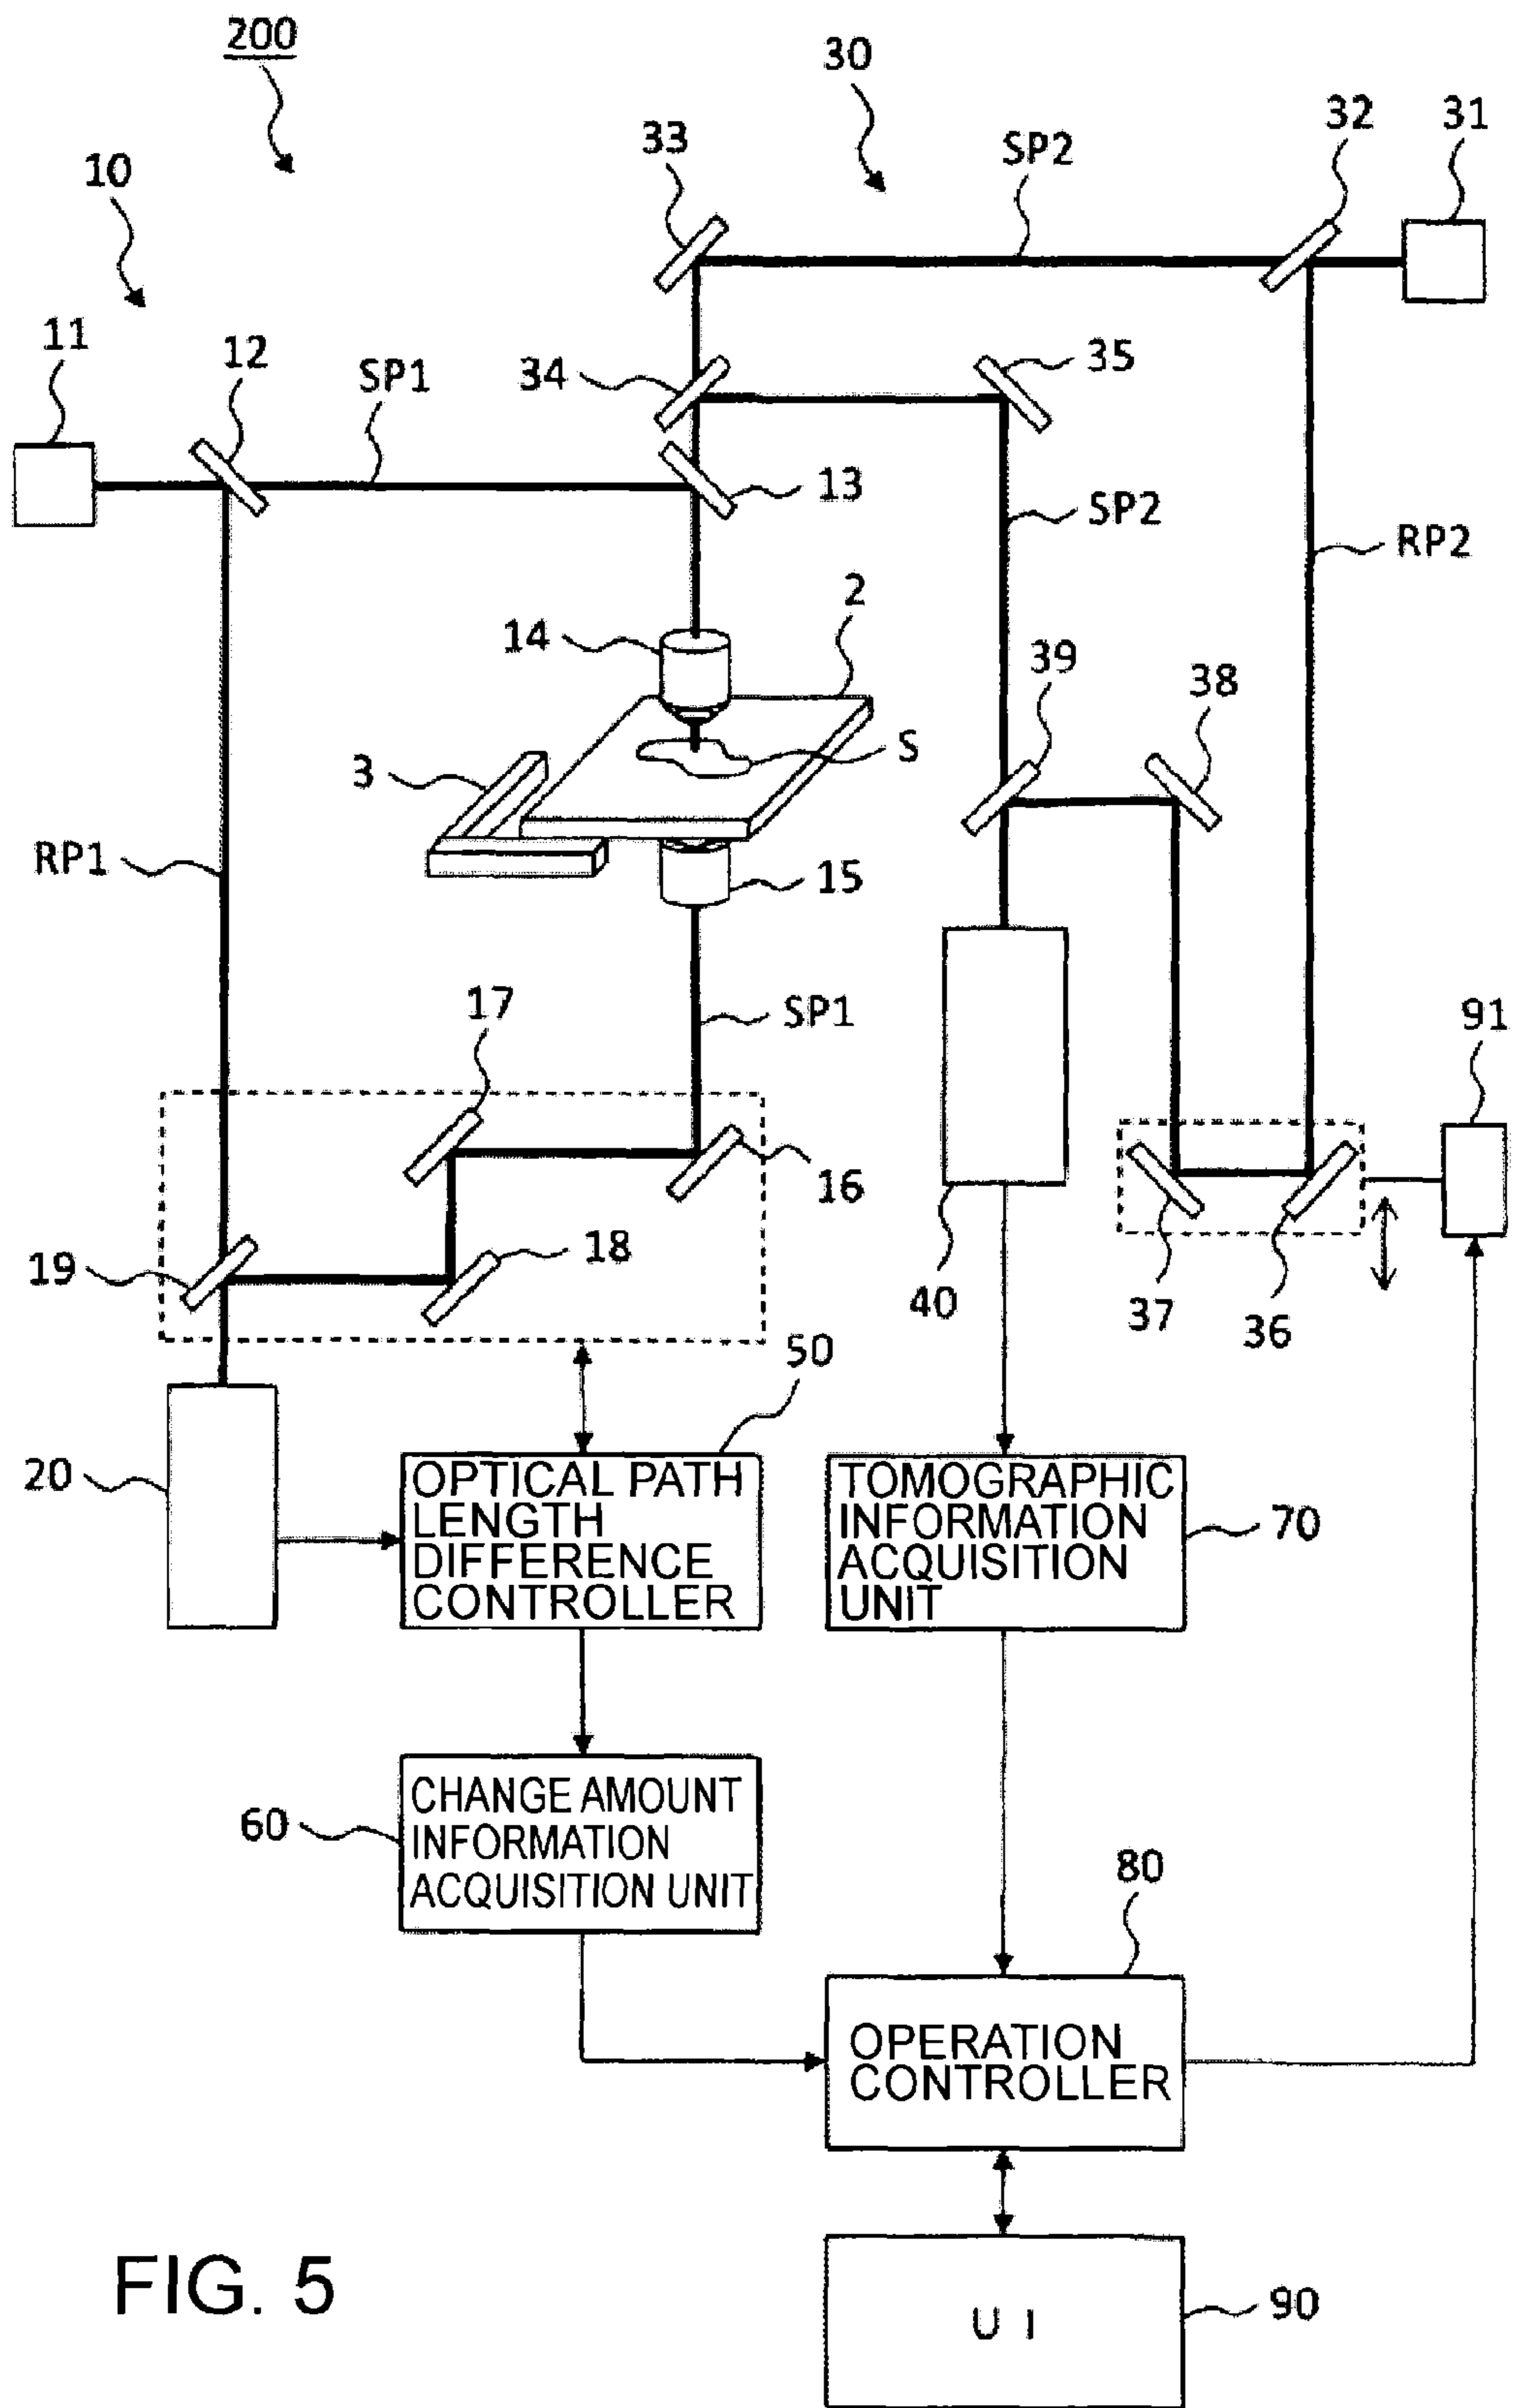 200
30
10
33
SP2
32
31
11
12
SP1
34
35
13
SP2
RP2
14
2
39
38
3
S
RP1
15
17
SP1
91
16
19
18
40
37
36
50
20
OPTICAL PATH
LENGTH
DIFFERENCE
CONTROLLER
TOMOGRAPHIC
INFORMATION
ACQUISITION
UNIT
70
60
CHANGE AMOUNT
INFORMATION
ACQUISITION UNIT
80
OPERATION
CONTROLLER
FIG. 5
U I
90